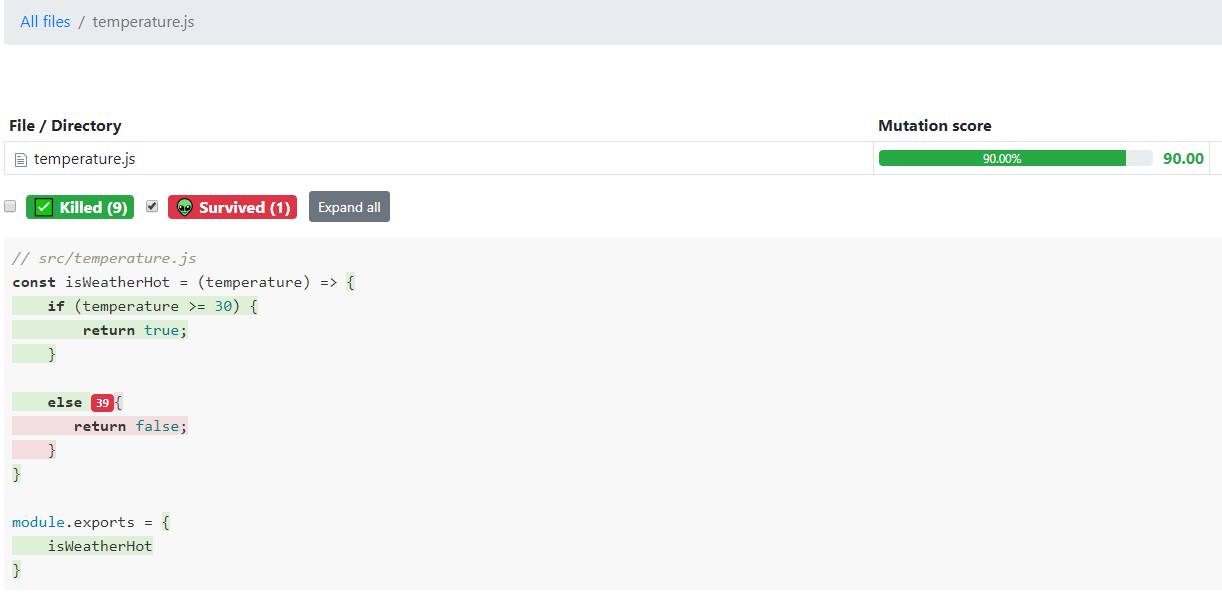 All files / temperature.js
File / Directory Mutation score
temperature.js 90.00% 90.00
Killed (9) Survived (1) Expand all
// src/temperature.js
const isWeatherHot = (temperature) => {
    if (temperature >= 30) {
        return true;
    }
    else 39{
       return false;
    }
}
module.exports = {
    isWeatherHot
}